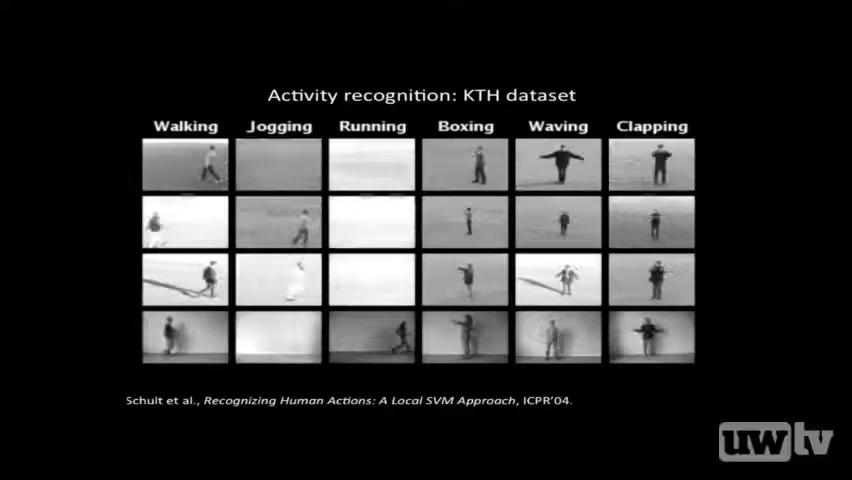 Activity recognition: KTH dataset
Walking Jogging Running Boxing Waving Clapping
Schult et al., Recognizing Human Actions: A Local SVM Approach, ICPR'04.
uwtv